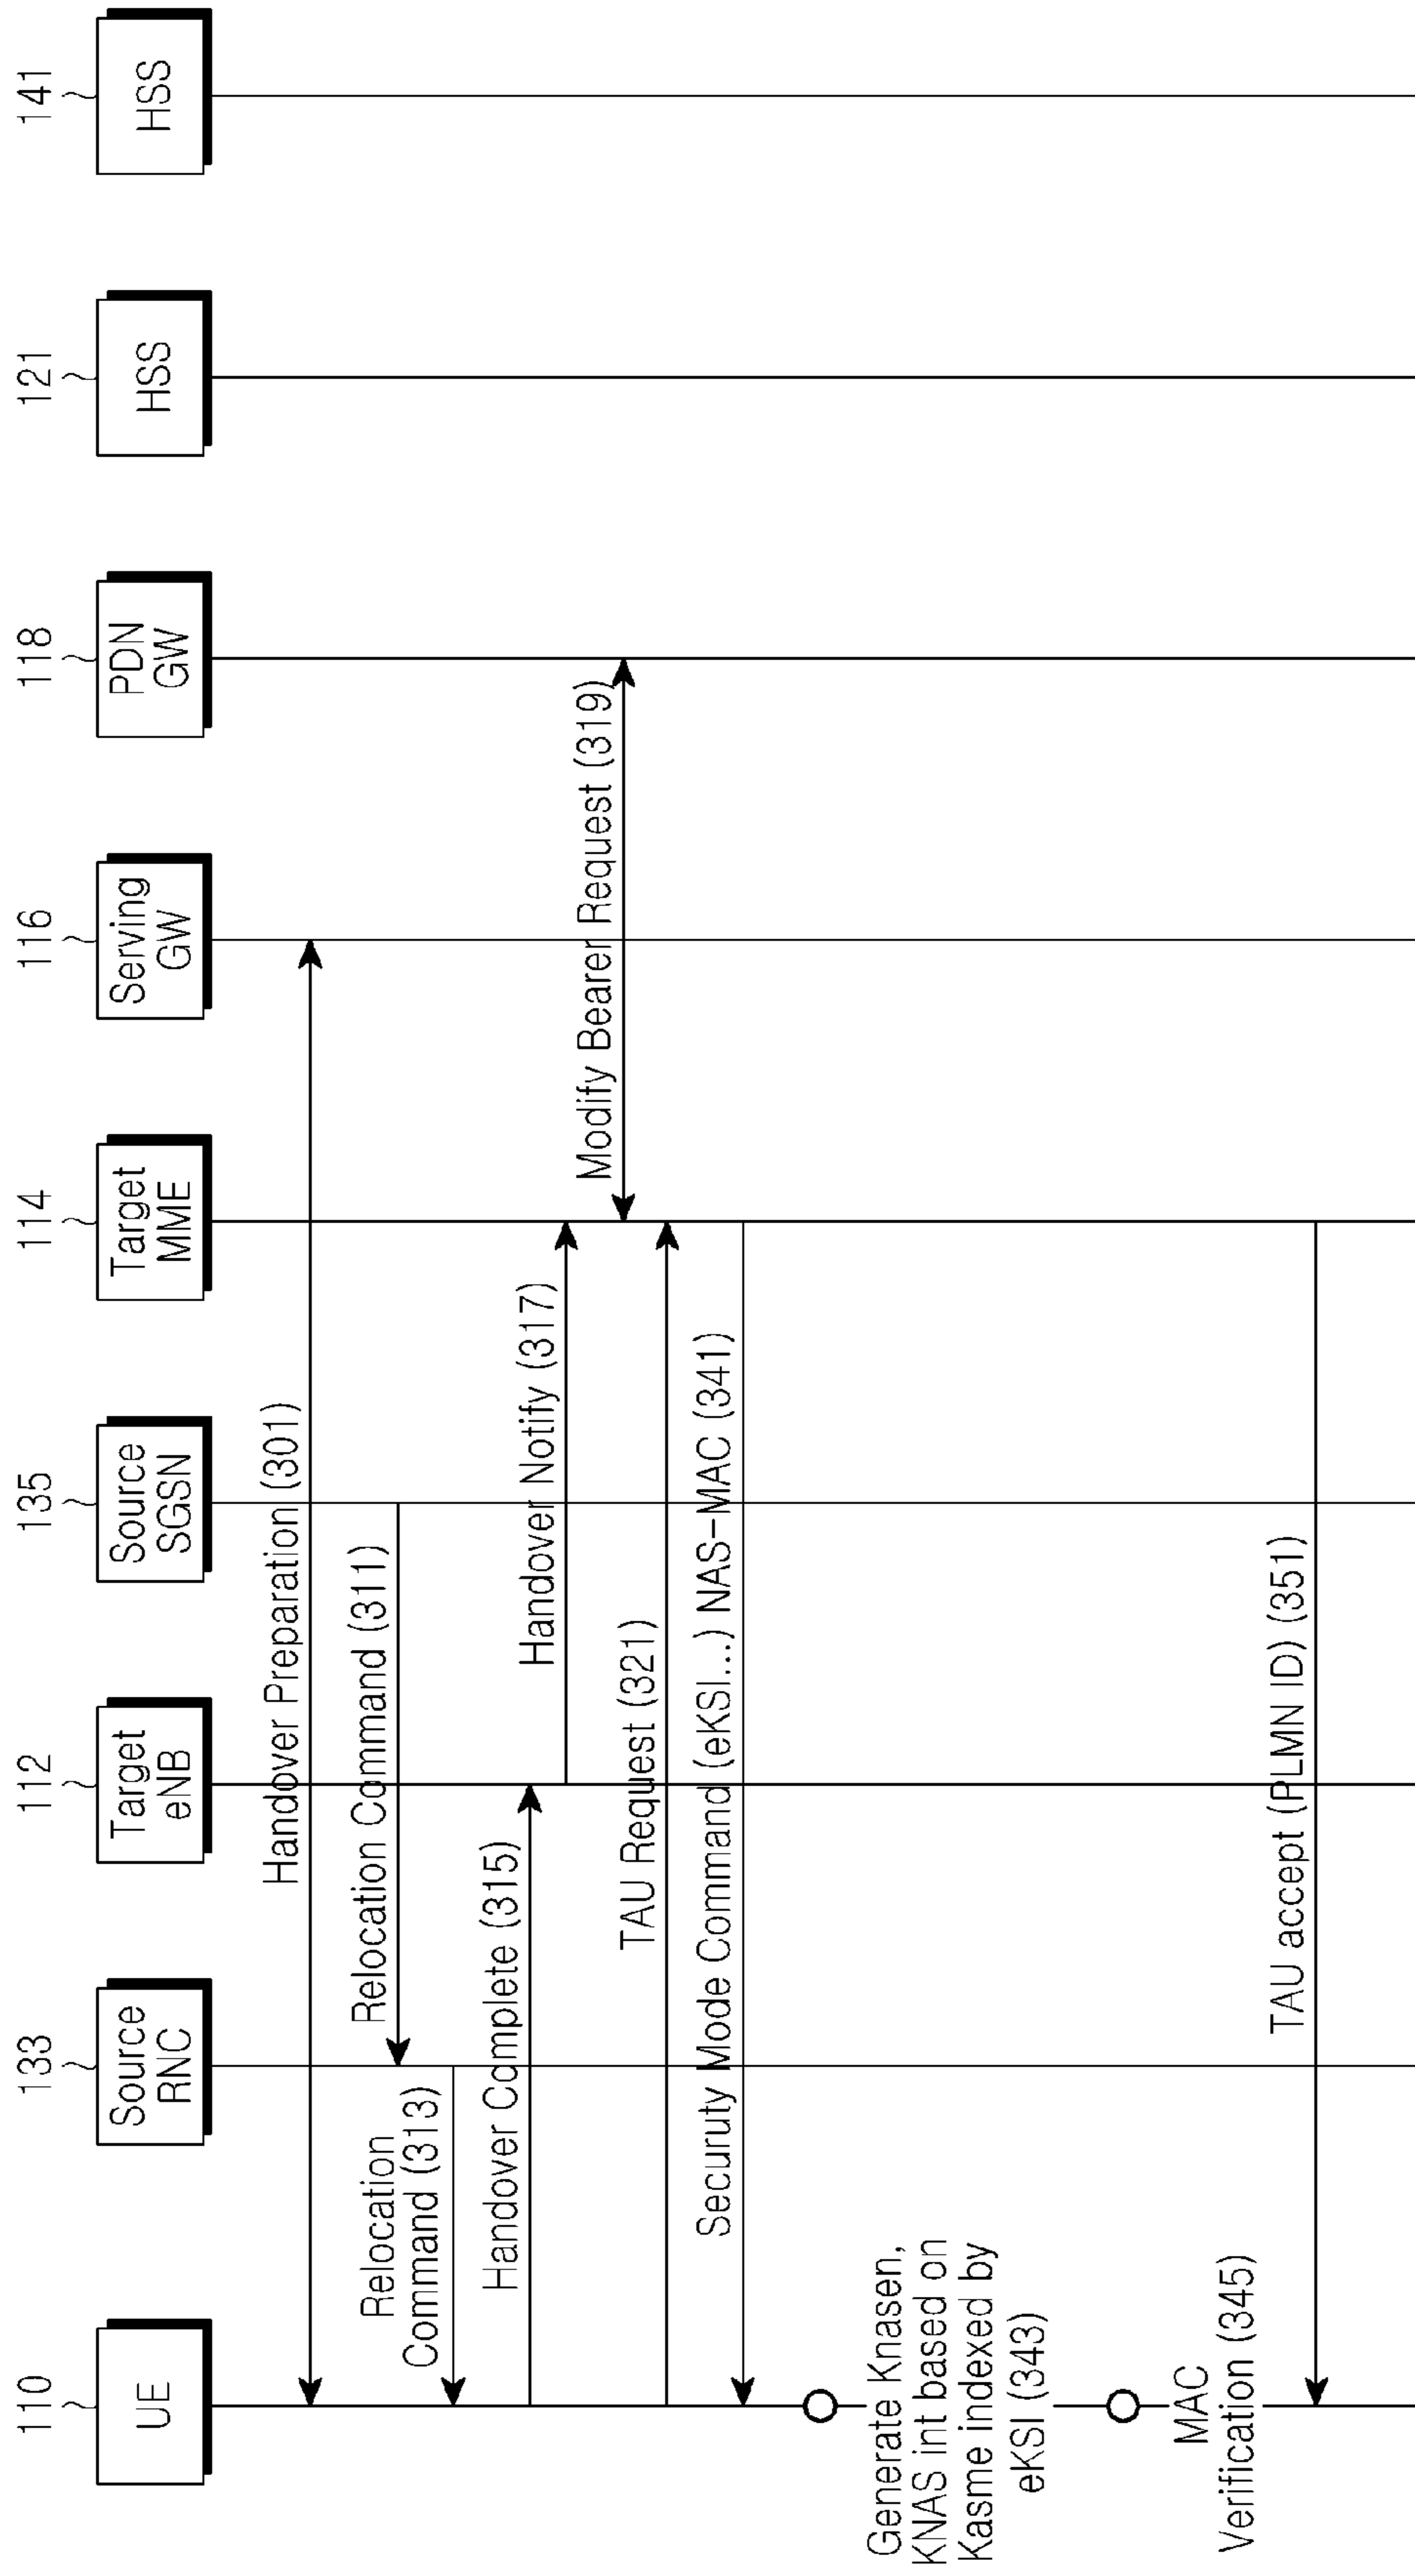 110
133
112
135
114
116
118
121
141
UE
Source
RNC
Target
eNB
Source
SGSN
Target
MME
Serving
GW
PDN
GW
HSS
HSS
Handover Preparation (301)
Relocation Command (311)
Relocation
Command (313)
Handover Complete (315)
Handover Notify (317)
Modify Bearer Request (319)
TAU Request (321)
Securuty Mode Command (eKSI...) NAS-MAC (341)
Generate Knasen,
KNAS int based on
Kasme indexed by
eKSI (343)
MAC
Verification (345)
TAU accept (PLMN ID) (351)